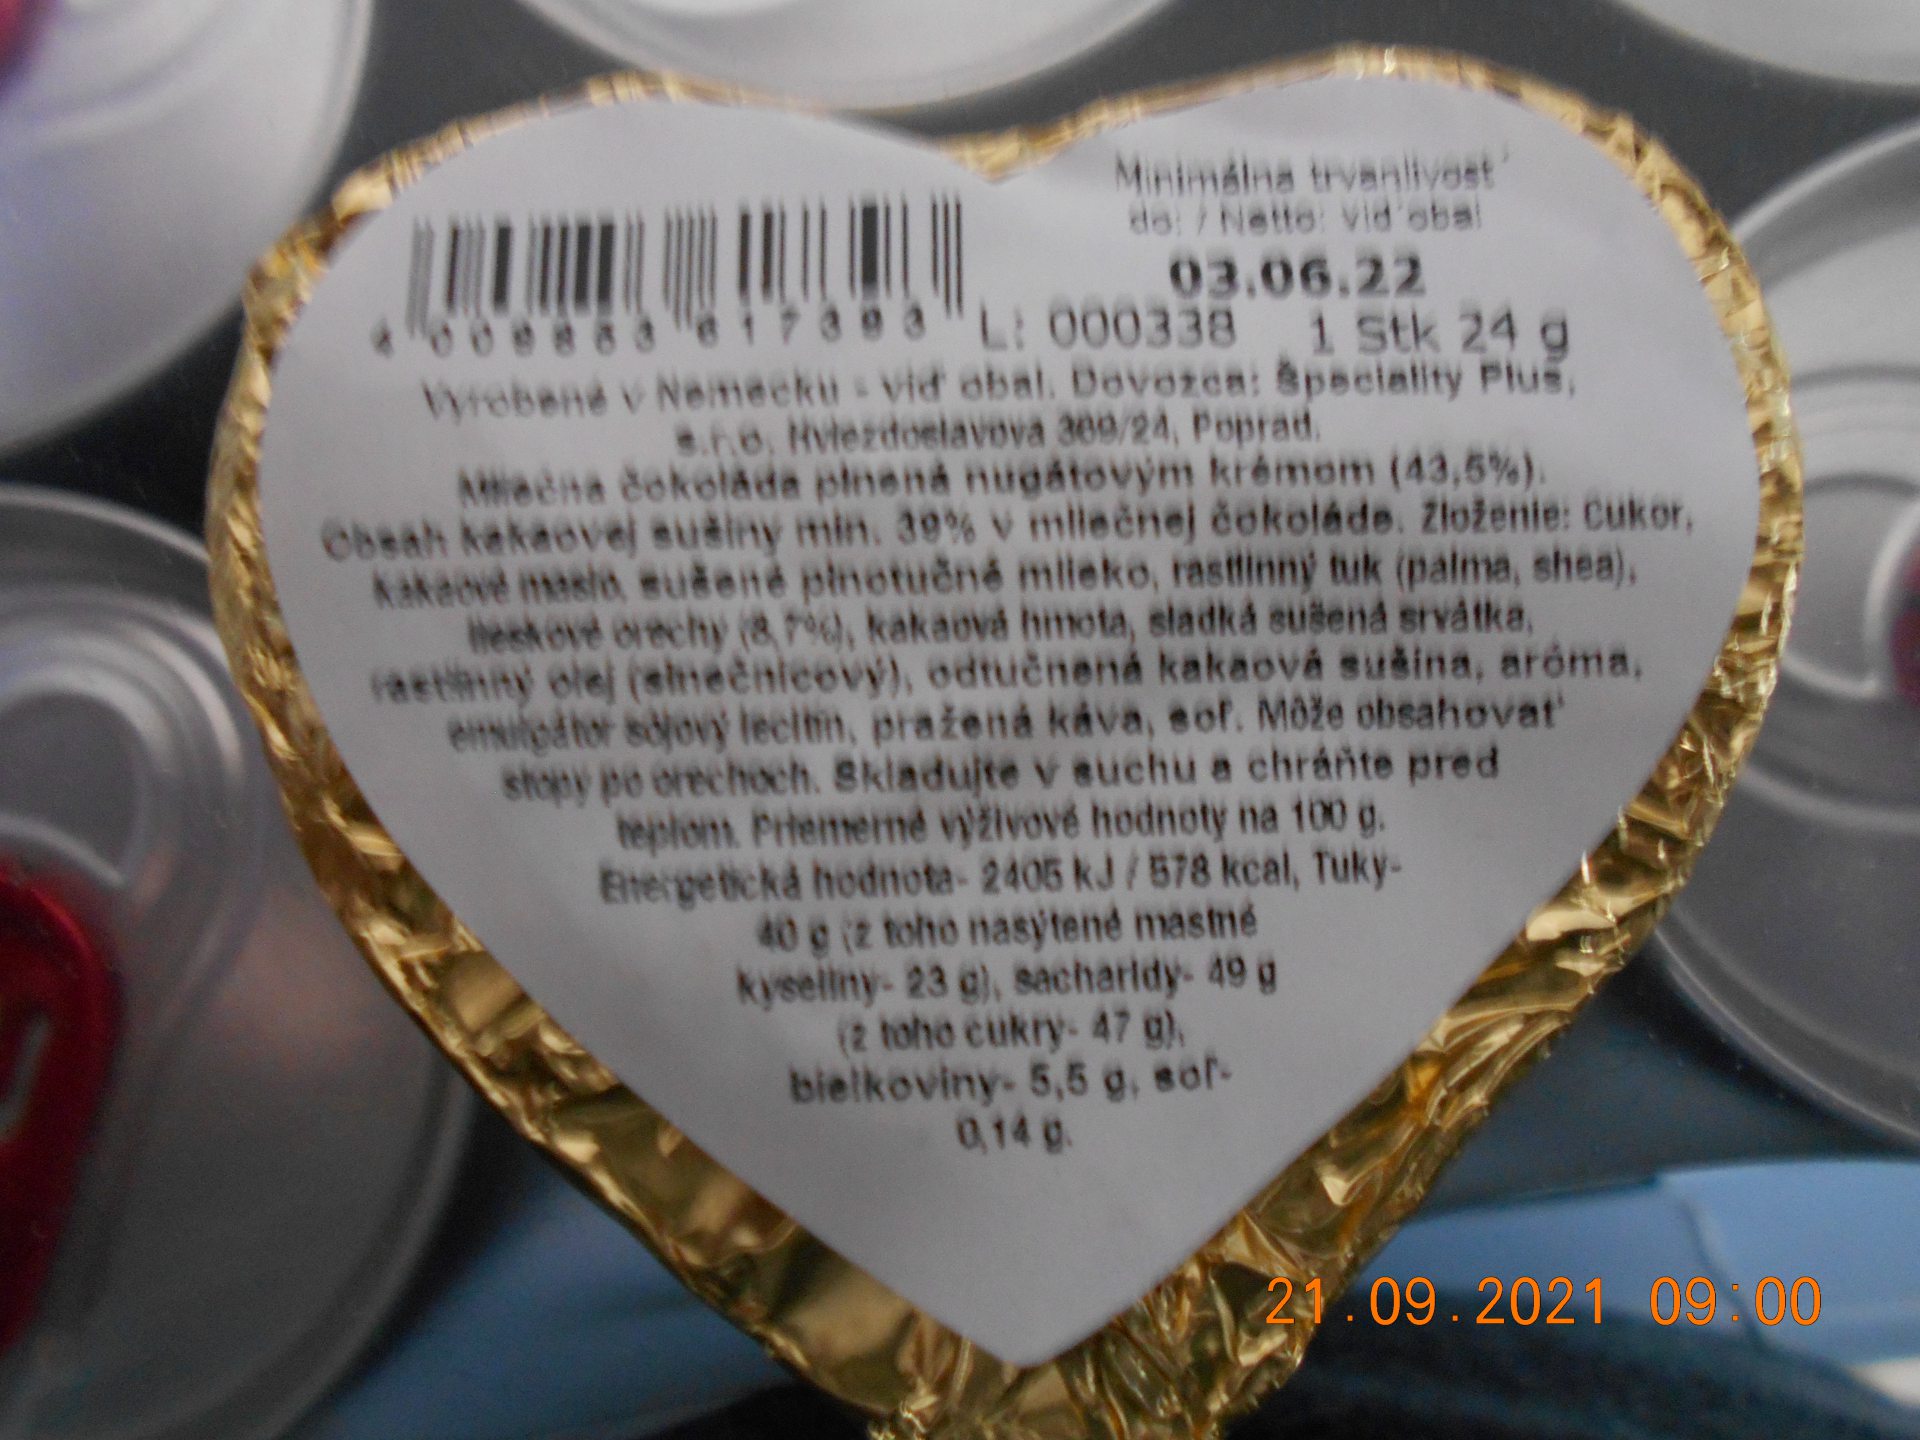 Minimálna trvanlivosť
do: / Netto: viď obal
03.06.22
4 009883 617393 L: 000338 1 Stk 24 g
Vyrobené v Nemecku - viď obal. Dovozca: Špeciality Plus,
s.r.o. Hviezdoslavova 309/24, Poprad.
Mliečna čokoláda plnená nugátovým krémom (43,5%).
Obsah kakaovej sušiny min. 39% v mliečnej čokoláde. Zloženie: Cukor,
kakaové maslo, sušené plnotučné mlieko, rastlinný tuk (palma, shea),
lieskové orechy (8,7%), kakaová hmota, sladká sušená srvátka,
rastlinný olej (slnečnicový), odtučnená kakaová sušina, aróma,
emulgátor sójový lecitín, pražená káva, soľ. Môže obsahovať
stopy po orechoch. Skladujte v suchu a chráňte pred
teplom. Priemerné výživové hodnoty na 100 g.
Energetická hodnota- 2405 kJ / 578 kcal, Tuky-
40 g (z toho nasýtené mastné
kyseliny- 23 g), sacharidy- 49 g
(z toho cukry- 47 g),
bielkoviny- 5,5 g, soľ-
0,14 g.
21.09.2021 09:00